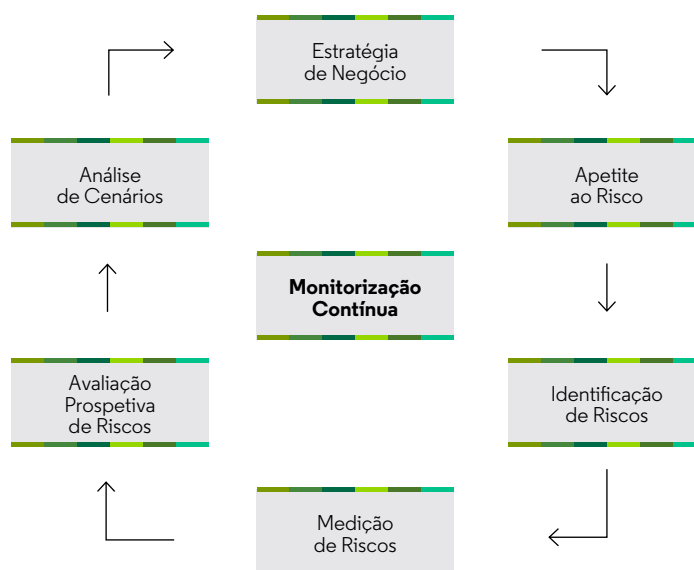 Estratégia
de Negócio
Análise
de Cenários
Apetite
ao Risco
Monitorização
Contínua
Avaliação
Prospetiva
de Riscos
Identificação
de Riscos
Medição
de Riscos